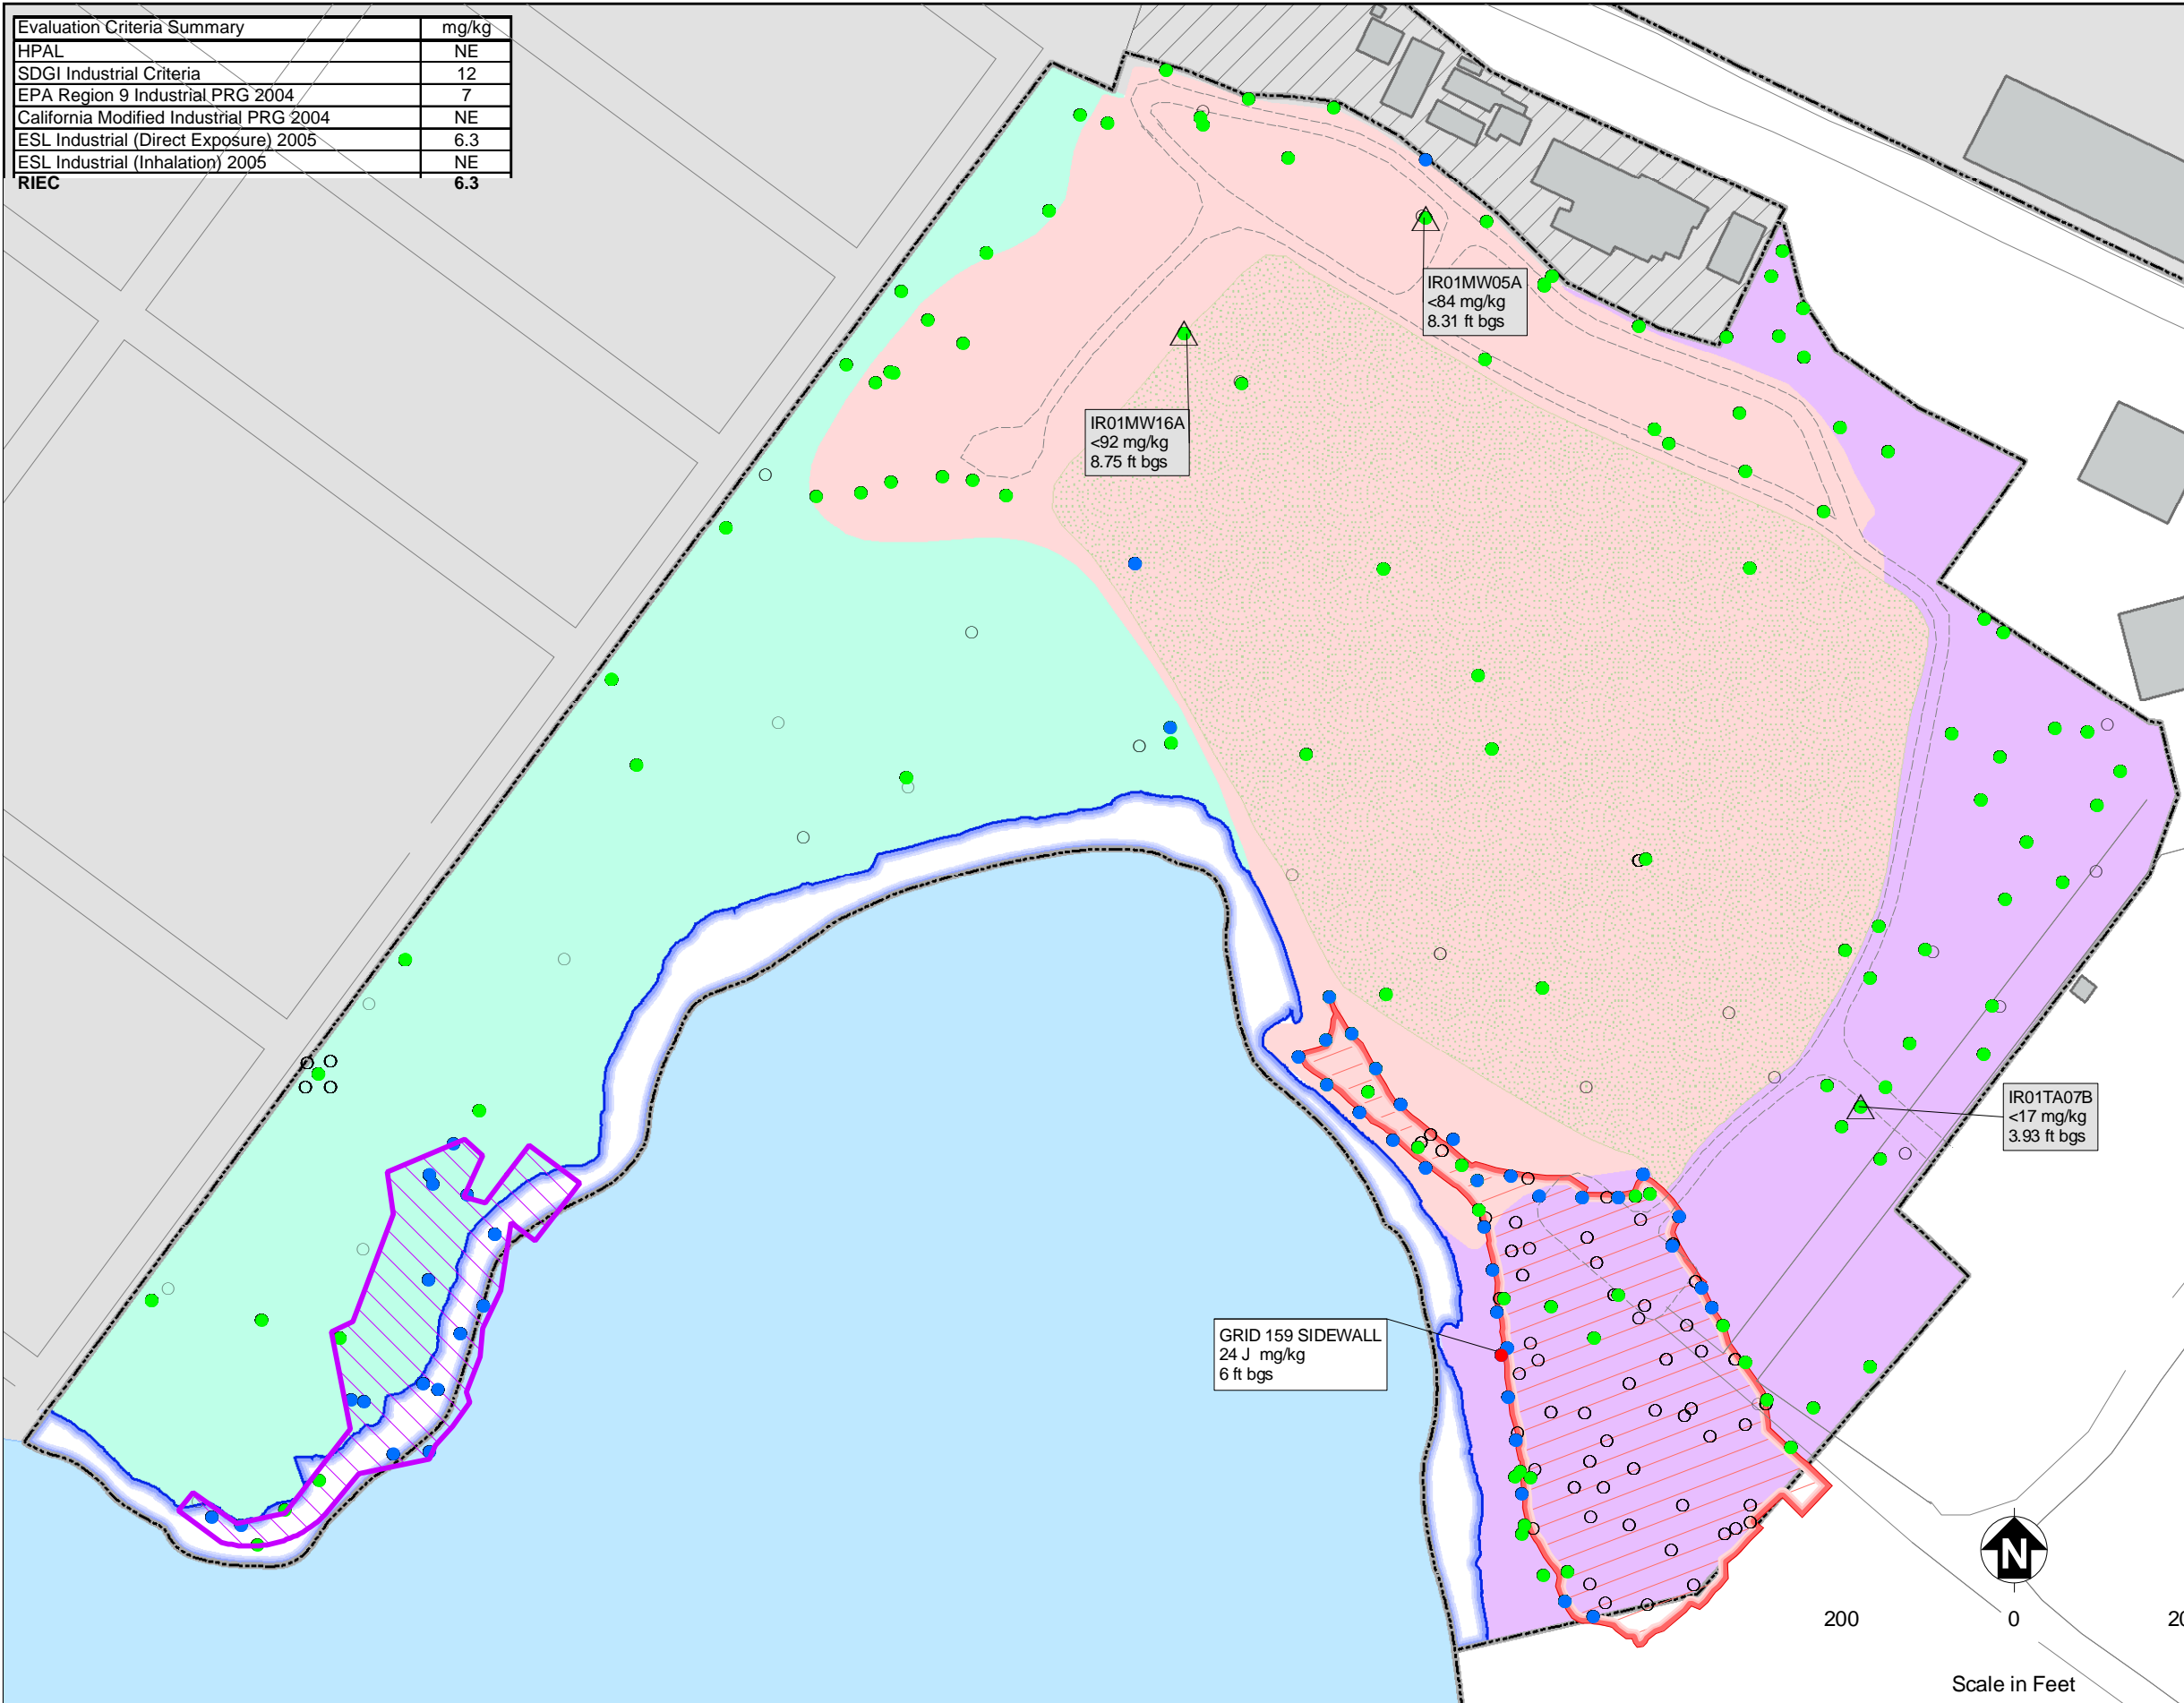 Evaluation Criteria Summary mg/kg
HPAL NE
SDGI Industrial Criteria 12
EPA Region 9 Industrial PRG 2004 7
California Modified Industrial PRG 2004 NE
ESL Industrial (Direct Exposure) 2005 6.3
ESL Industrial (Inhalation) 2005 NE
RIEC 6.3
IR01MW05A
<84 mg/kg
8.31 ft bgs
IR01MW16A
<92 mg/kg
8.75 ft bgs
IR01TA07B
<17 mg/kg
3.93 ft bgs
GRID 159 SIDEWALL
24 J mg/kg
6 ft bgs
N
200 0 20
Scale in Feet